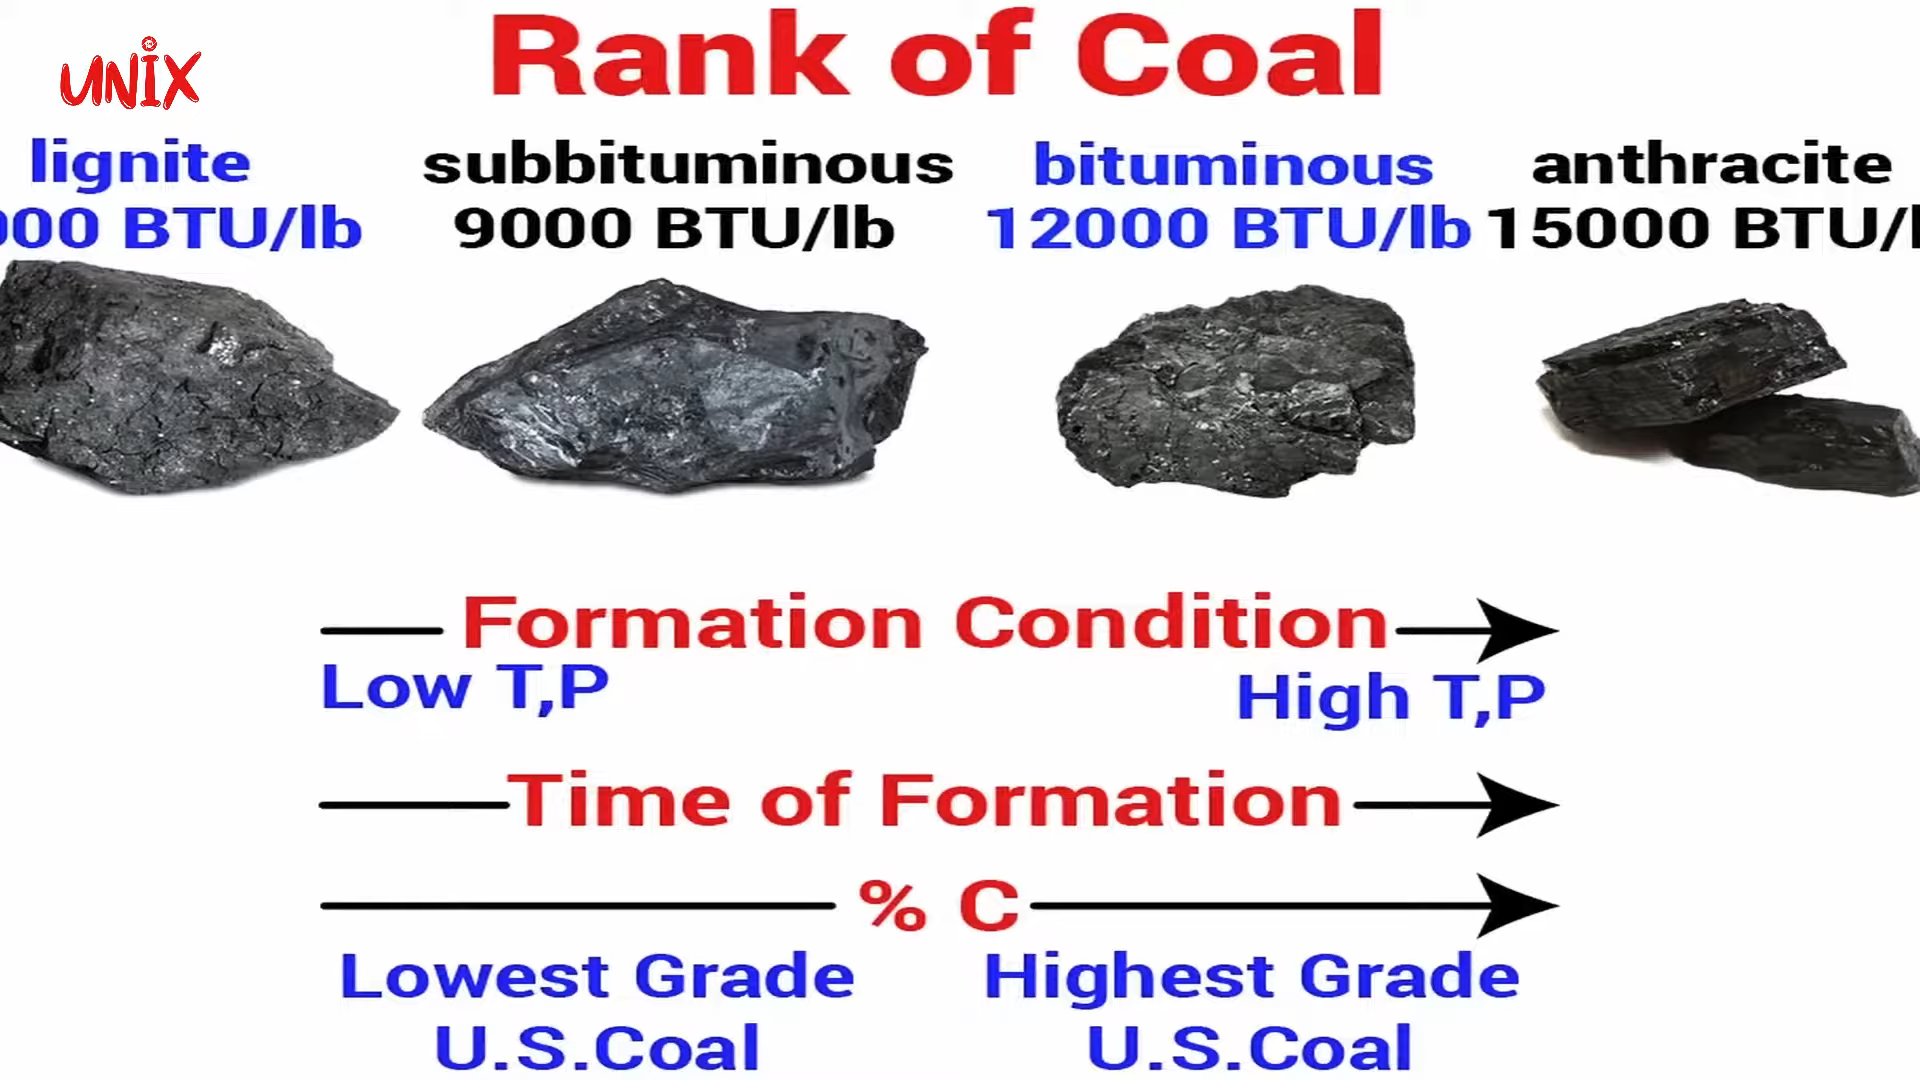 Rank of Coal
UNiX
lignite subbituminous bituminous anthracite
000 BTU/lb 9000 BTU/lb 12000 BTU/lb 15000 BTU/
Formation Condition
Low T,P High T,P
Time of Formation
% C
Lowest Grade Highest Grade
U.S.Coal U.S.Coal